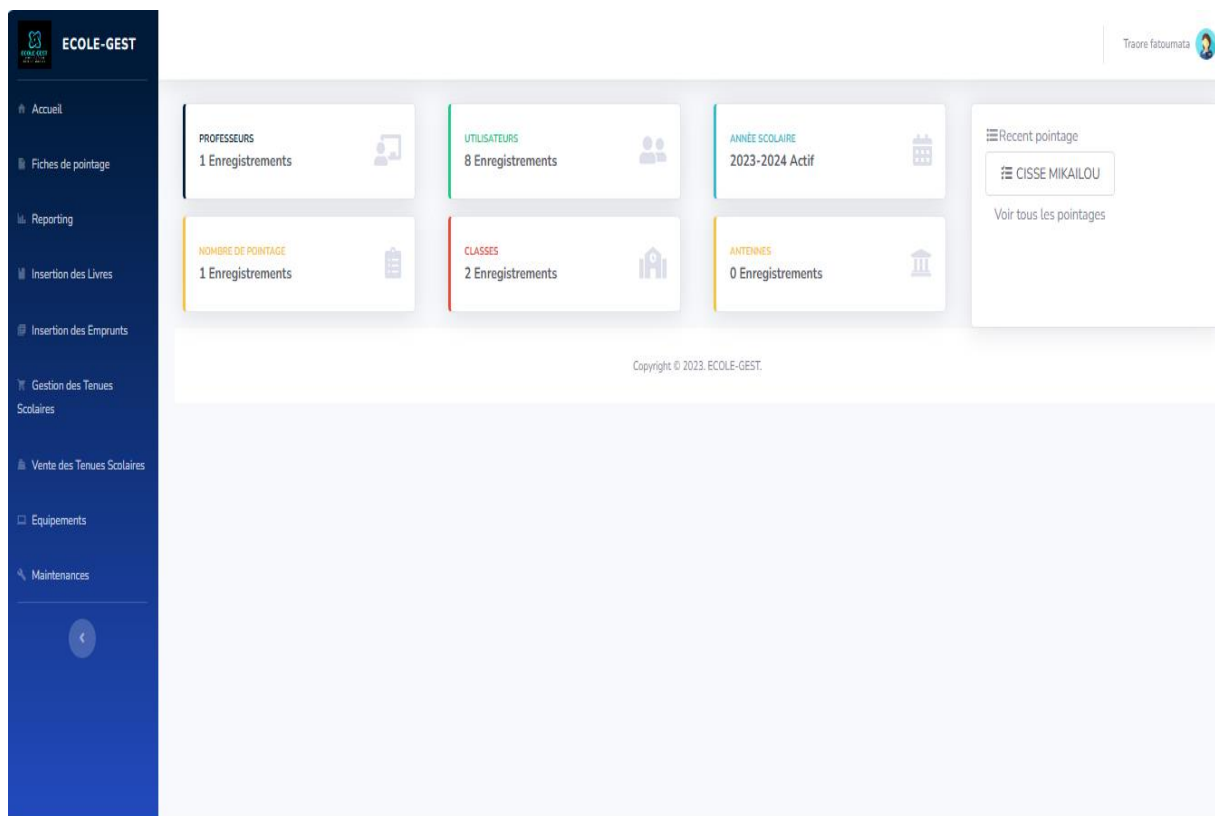 ECOLE-GEST
Traore fatoumata
Accueil
Fiches de pointage
Reporting
Insertion des Livres
Insertion des Emprunts
Gestion des Tenues
Scolaires
Vente des Tenues Scolaires
Equipements
Maintenances
PROFESSEURS
1 Enregistrements
UTILISATEURS
8 Enregistrements
ANNÈE SCOLAIRE
2023-2024 Actif
NOMBRE DE POINTAGE
1 Enregistrements
CLASSES
2 Enregistrements
ANTENNES
0 Enregistrements
Recent pointage
CISSE MIKAILOU
Voir tous les pointages
Copyright © 2023. ECOLE-GEST.